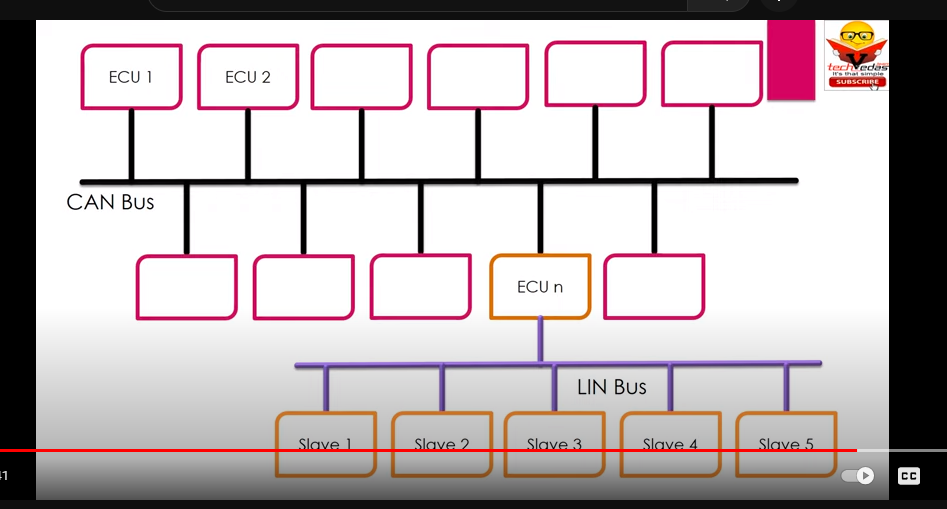 ECU 1
ECU 2
techvedas
It's that simple
SUBSCRIBE
CAN Bus
ECU n
LIN Bus
Slave 1
Slave 2
Slave 3
Slave 4
Slave 5
41
CC